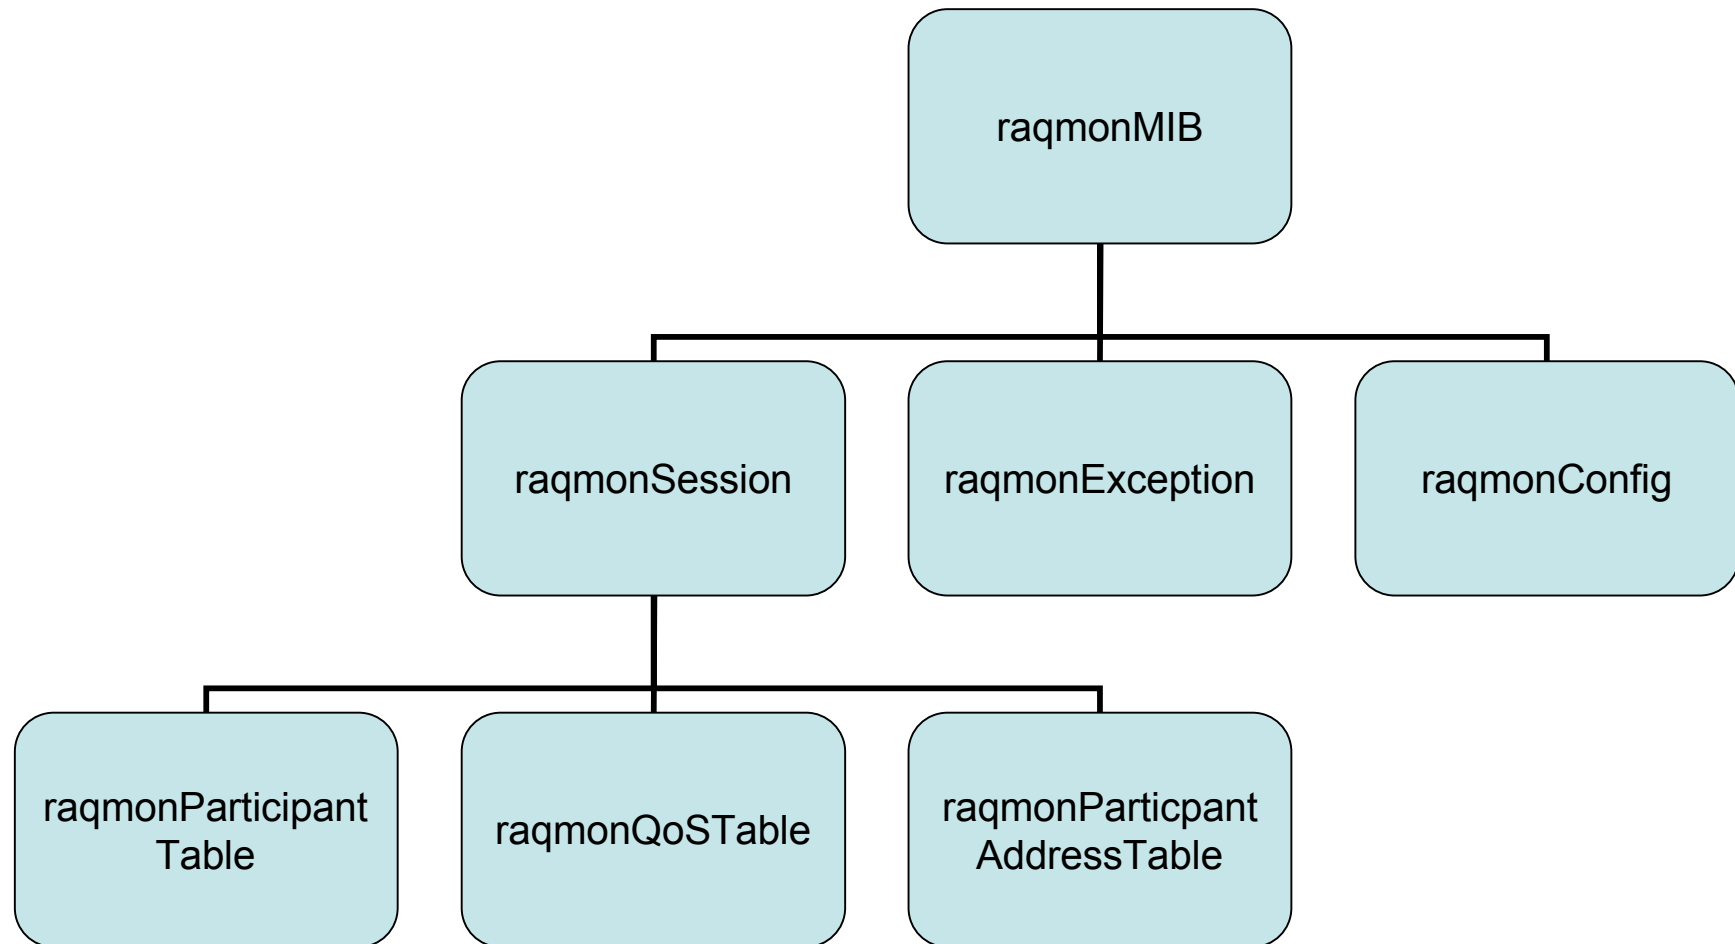 raqmonMIB
raqmonSession
raqmonException
raqmonConfig
raqmonParticipant
Table
raqmonQoSTable
raqmonParticpant
AddressTable